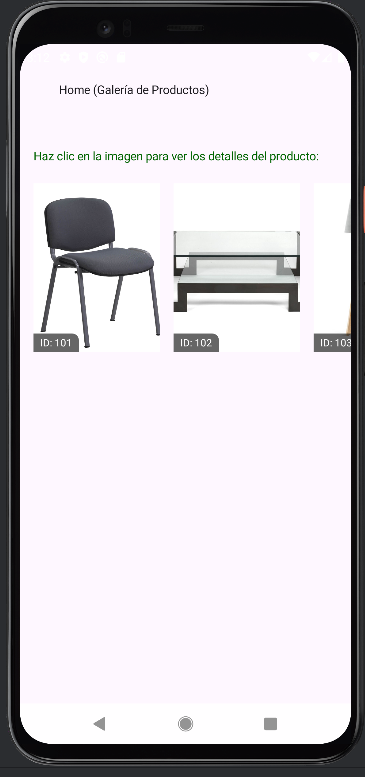 Home (Galería de Productos)
Haz clic en la imagen para ver los detalles del producto:
ID: 101
ID: 102
ID: 103